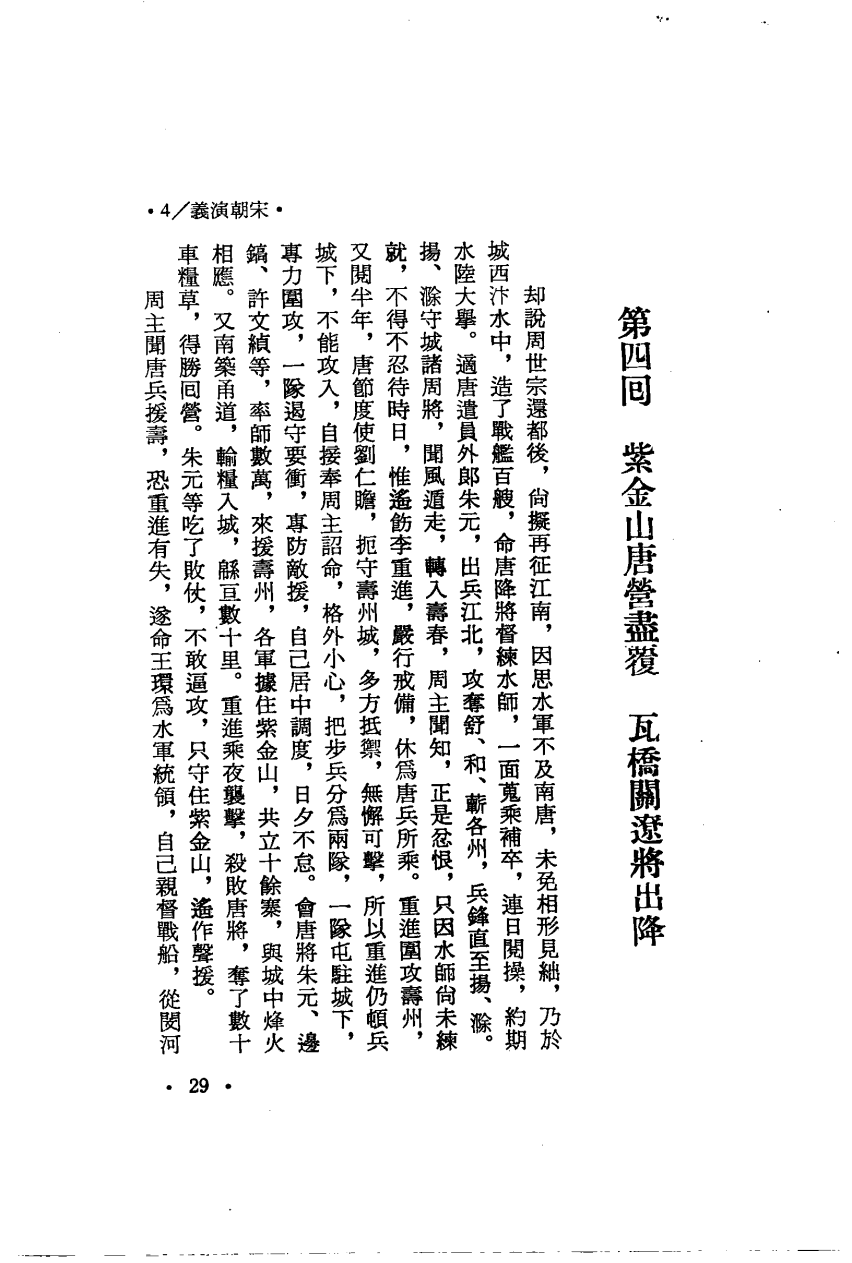 第四回　紫金山唐營盡覆　瓦橋關遼將出降
却說周世宗還都後，尙擬再征江南，因思水軍不及南唐，未免相形見絀，乃於
城西汴水中，造了戰艦百艘，命唐降將督練水師，一面蒐乘補卒，連日閱操，約期
水陸大擧。適唐遣員外郎朱元，出兵江北，攻奪舒、和、蘄各州，兵鋒直至揚、滁。
揚、滁守城諸周將，聞風遁走，轉入壽春，周主聞知，正是忿恨，只因水師尙未練
就，不得不忍待時日，惟遙飭李重進，嚴行戒備，休爲唐兵所乘。重進圍攻壽州，
又閱半年，唐節度使劉仁瞻，扼守壽州城，多方抵禦，無懈可擊，所以重進仍頓兵
城下，不能攻入，自接奉周主詔命，格外小心，把步兵分爲兩隊，一隊屯駐城下，
專力圍攻，一隊遏守要衝，專防敵援，自己居中調度，日夕不怠。會唐將朱元、邊
鎬、許文縝等，率師數萬，來援壽州，各軍據住紫金山，共立十餘寨，與城中烽火
相應。又南築甬道，輸糧入城，緜亘數十里。重進乘夜襲擊，殺敗唐將，奪了數十
車糧草，得勝回營。朱元等吃了敗仗，不敢逼攻，只守住紫金山，遙作聲援。
周主聞唐兵援壽，恐重進有失，遂命王環爲水軍統領，自己親督戰船，從閔河
·4／義演朝宋·
·29·